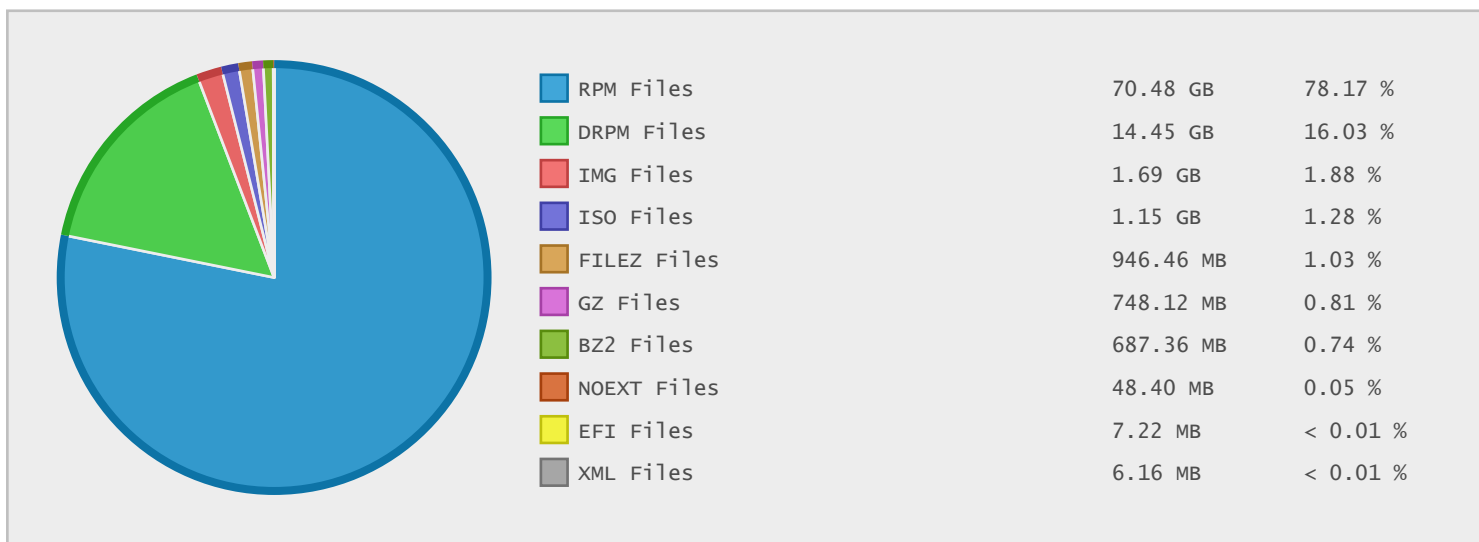 RPM Files 70.48 GB 78.17 %
DRPM Files 14.45 GB 16.03 %
IMG Files 1.69 GB 1.88 %
ISO Files 1.15 GB 1.28 %
FILEZ Files 946.46 MB 1.03 %
GZ Files 748.12 MB 0.81 %
BZ2 Files 687.36 MB 0.74 %
NOEXT Files 48.40 MB 0.05 %
EFI Files 7.22 MB < 0.01 %
XML Files 6.16 MB < 0.01 %